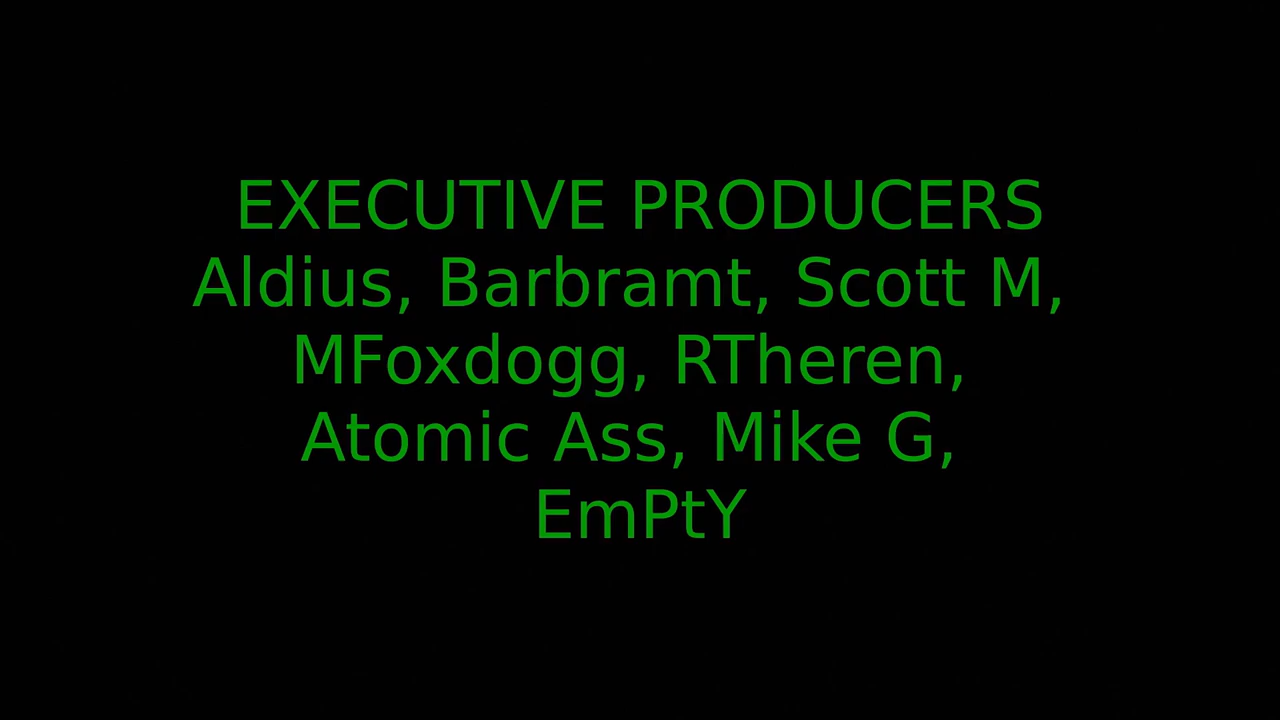 EXECUTIVE PRODUCERS
Aldius, Barbramt, Scott M,
MFoxdogg, RTheren,
Atomic Ass, Mike G,
EmPtY